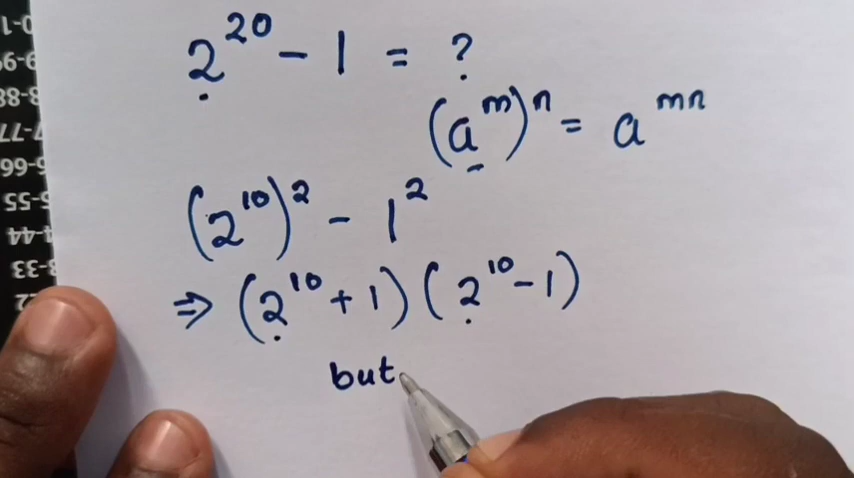 2^20 - 1 = ?
(a^m)^n = a^mn
(2^10)^2 - 1^2
⇒ (2^10 + 1) (2^10 - 1)
but